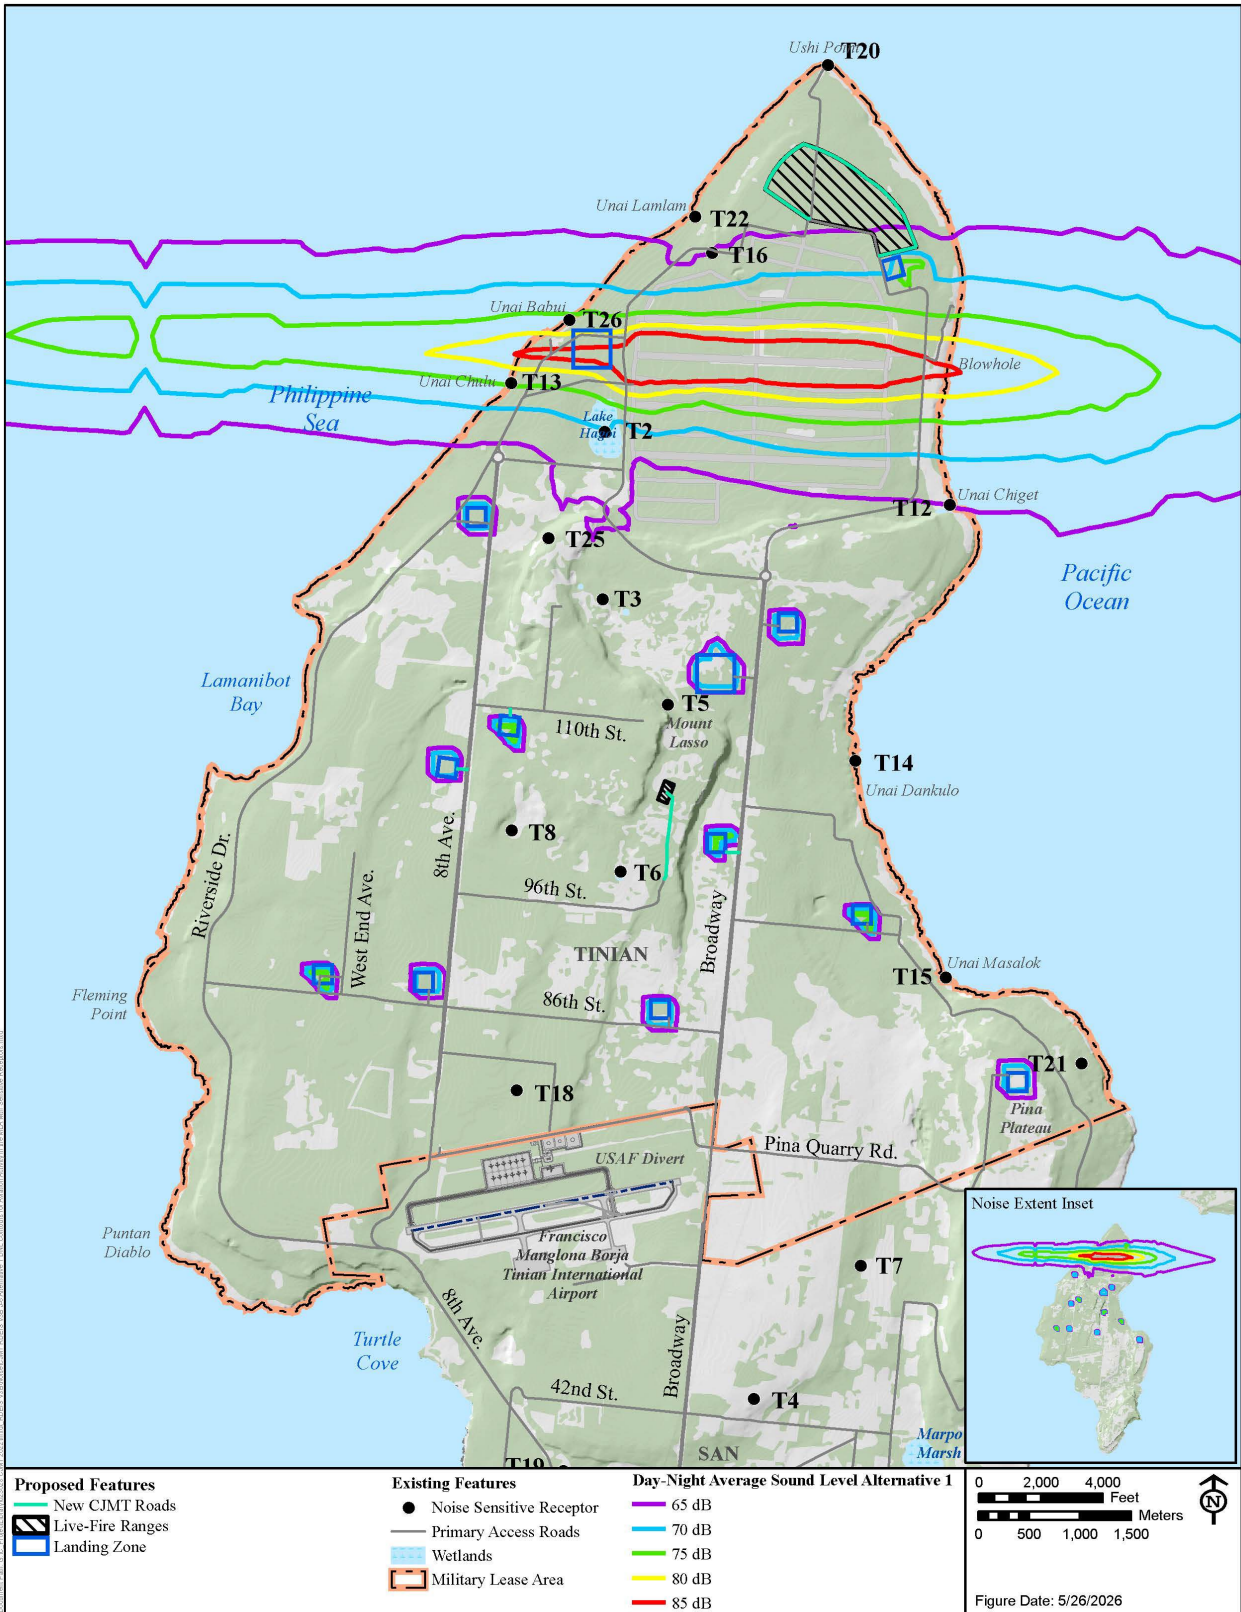 Ushi Point
T20
Unai Lamlam
T22
T16
Unai Babui
T26
Blowhole
Unai Chulu
T13
Philippine
Sea
Lake
Hagoi
T2
Unai Chiget
T12
T25
Pacific
Ocean
T3
Lamanibot
Bay
T5
Mount
Lasso
110th St.
T14
Unai Dankulo
8th Ave.
T8
T6
Riverside Dr.
West End Ave.
96th St.
Broadway
TINIAN
Unai Masalok
T15
Fleming
Point
86th St.
T21
T18
Pina
Plateau
Pina Quarry Rd.
USAF Divert
Noise Extent Inset
Puntan
Diablo
Francisco
Manglona Borja
Tinian International
Airport
T7
8th Ave.
Turtle
Cove
Broadway
42nd St.
T4
Marpo
Marsh
SAN
T19
Proposed Features
New CJMT Roads
Live-Fire Ranges
Landing Zone
Existing Features
Noise Sensitive Receptor
Primary Access Roads
Wetlands
Military Lease Area
Day-Night Average Sound Level Alternative 1
65 dB
70 dB
75 dB
80 dB
85 dB
0 2,000 4,000
Feet
Meters
0 500 1,000 1,500
N
Figure Date: 5/26/2026